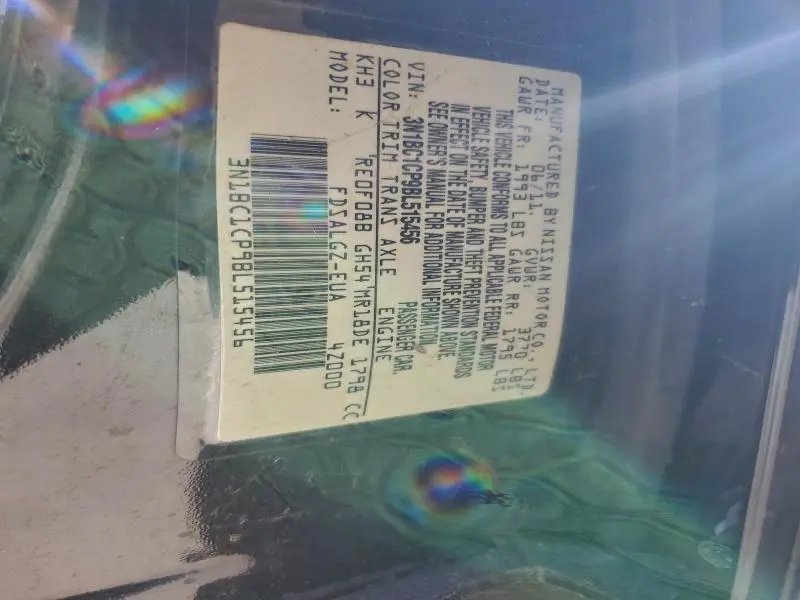 MANUFACTURED BY NISSAN MOTOR CO., LTD.
DATE: 06/11. GVWR: 3770 LBS
GAWR FR: 1993 LBS GAWR RR: 1795 LBS
THIS VEHICLE CONFORMS TO ALL APPLICABLE FEDERAL MOTOR
VEHICLE SAFETY, BUMPER AND THEFT PREVENTION STANDARDS
IN EFFECT ON THE DATE OF MANUFACTURE SHOWN ABOVE.
SEE OWNER'S MANUAL FOR ADDITIONAL INFORMATION.
VIN: 3N1BC1CP9BL515456 PASSENGER CAR.
COLOR TRIM TRANS AXLE ENGINE
KH3 K RE0F08B GH54 MR18DE 1798 CC
MODEL: FDSALGZ-EUA 4Z000
3N1BC1CP9BL515456